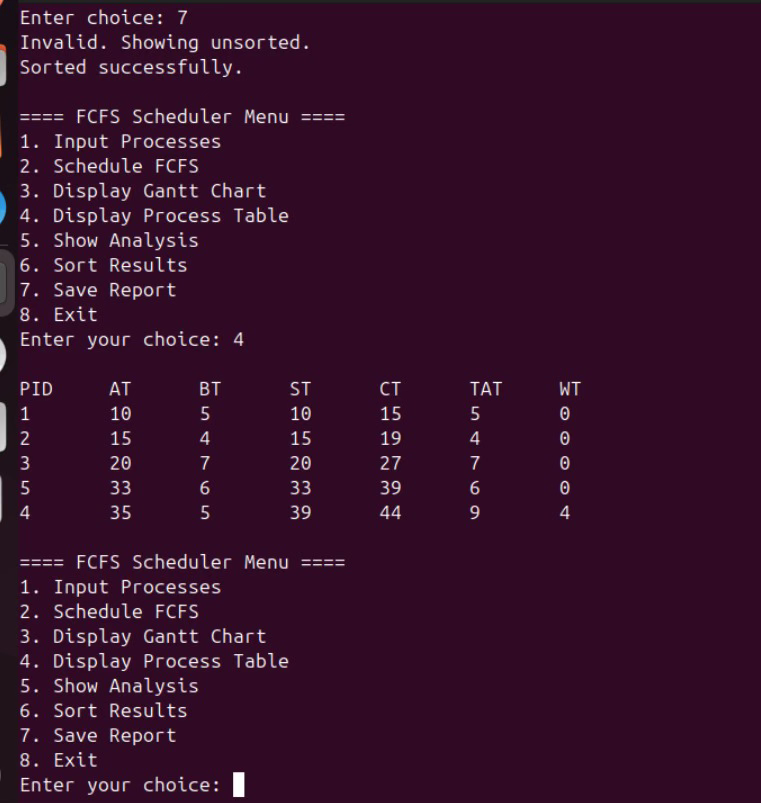 Enter choice: 7
Invalid. Showing unsorted.
Sorted successfully.
==== FCFS Scheduler Menu ====
1. Input Processes
2. Schedule FCFS
3. Display Gantt Chart
4. Display Process Table
5. Show Analysis
6. Sort Results
7. Save Report
8. Exit
Enter your choice: 4
PID AT BT ST CT TAT WT
1 10 5 10 15 5 0
2 15 4 15 19 4 0
3 20 7 20 27 7 0
5 33 6 33 39 6 0
4 35 5 39 44 9 4
==== FCFS Scheduler Menu ====
1. Input Processes
2. Schedule FCFS
3. Display Gantt Chart
4. Display Process Table
5. Show Analysis
6. Sort Results
7. Save Report
8. Exit
Enter your choice: